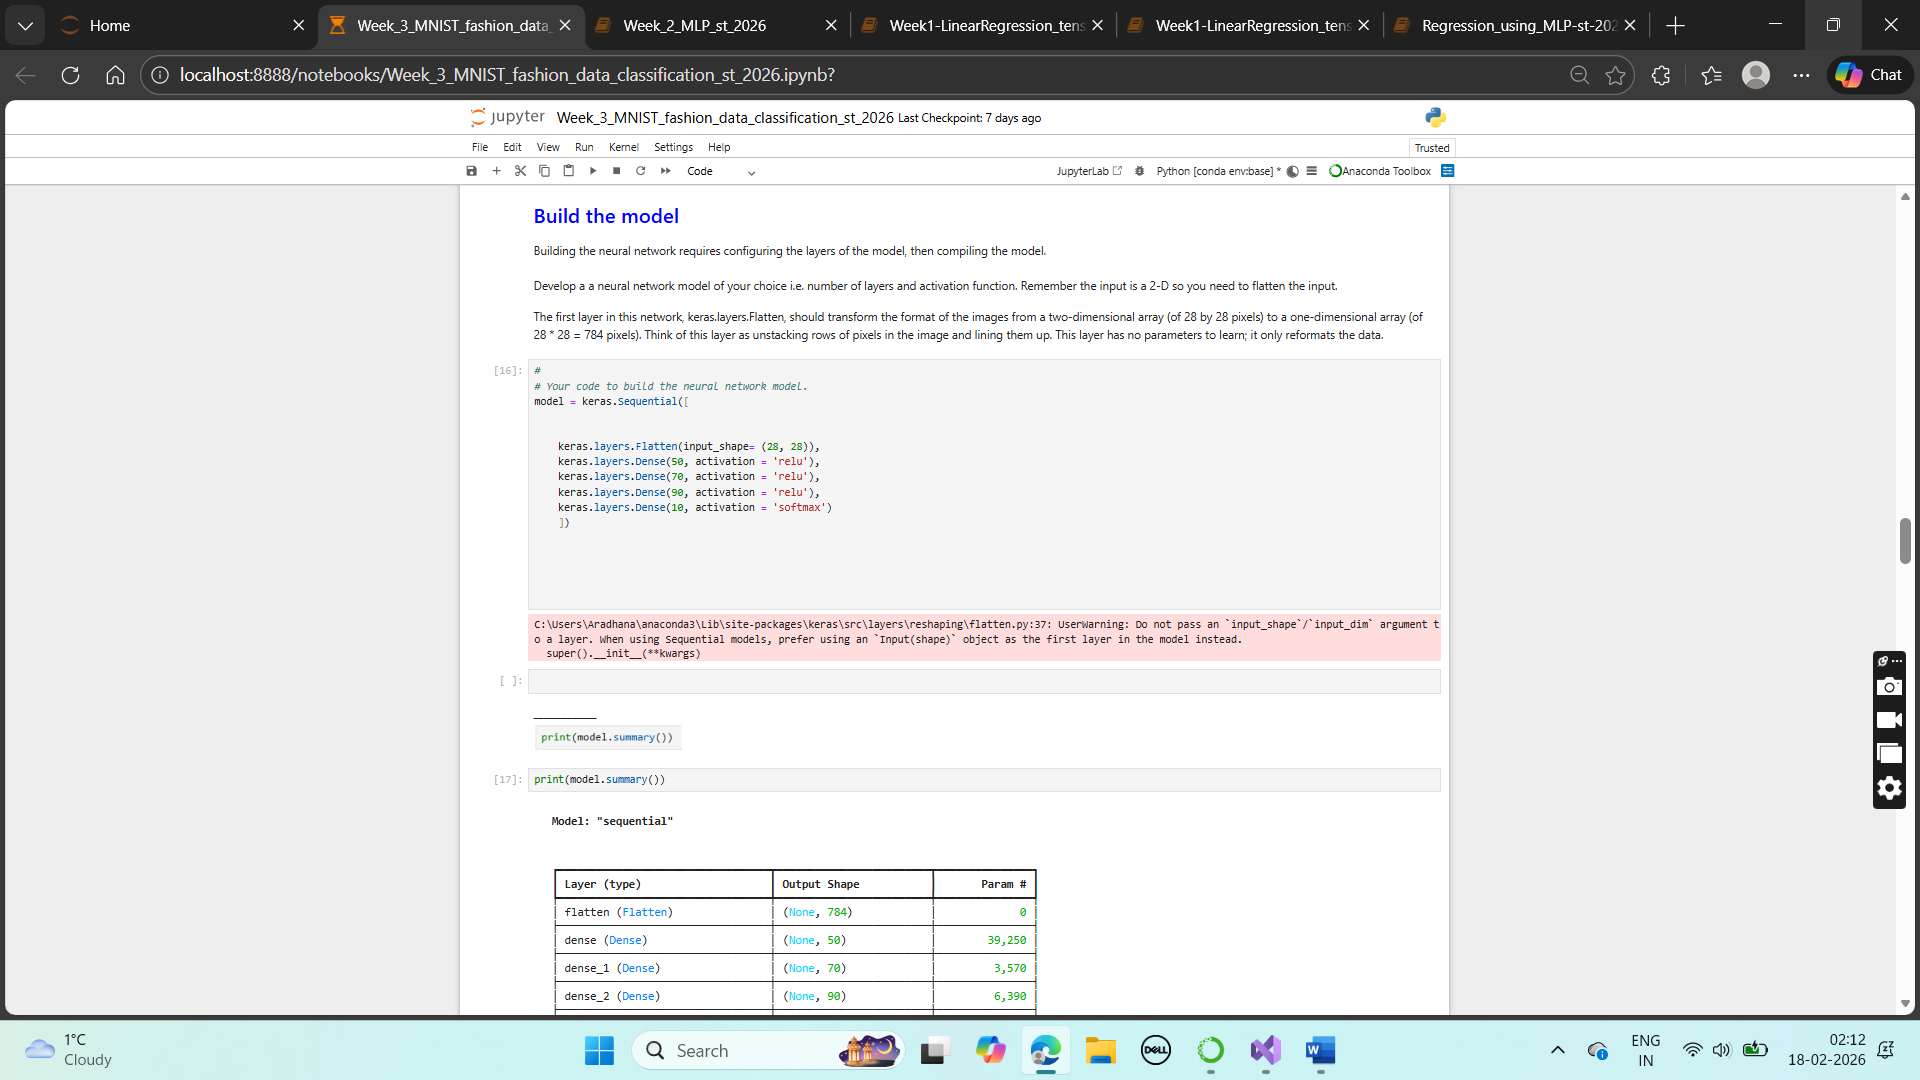 Home
Week_3_MNIST_fashion_data_
Week_2_MLP_st_2026
Week1-LinearRegression_tens
Week1-LinearRegression_tens
Regression_using_MLP-st-202
localhost:8888/notebooks/Week_3_MNIST_fashion_data_classification_st_2026.ipynb?
Chat
jupyter Week_3_MNIST_fashion_data_classification_st_2026 Last Checkpoint: 7 days ago
File Edit View Run Kernel Settings Help
Trusted
Code
JupyterLab
Python [conda env:base] *
Anaconda Toolbox
Build the model
Building the neural network requires configuring the layers of the model, then compiling the model.
Develop a a neural network model of your choice i.e. number of layers and activation function. Remember the input is a 2-D so you need to flatten the input.
The first layer in this network, keras.layers.Flatten, should transform the format of the images from a two-dimensional array (of 28 by 28 pixels) to a one-dimensional array (of
28 * 28 = 784 pixels). Think of this layer as unstacking rows of pixels in the image and lining them up. This layer has no parameters to learn; it only reformats the data.
[16]: #
# Your code to build the neural network model.
model = keras.Sequential([
keras.layers.Flatten(input_shape= (28, 28)),
keras.layers.Dense(50, activation = 'relu'),
keras.layers.Dense(70, activation = 'relu'),
keras.layers.Dense(90, activation = 'relu'),
keras.layers.Dense(10, activation = 'softmax')
])
C:\Users\Aradhana\anaconda3\Lib\site-packages\keras\src\layers\reshaping\flatten.py:37: UserWarning: Do not pass an `input_shape`/`input_dim` argument t
o a layer. When using Sequential models, prefer using an `Input(shape)` object as the first layer in the model instead.
super().__init__(**kwargs)
[ ]:
___________
print(model.summary())
[17]: print(model.summary())
Model: "sequential"
Layer (type) Output Shape Param #
flatten (Flatten) (None, 784) 0
dense (Dense) (None, 50) 39,250
dense_1 (Dense) (None, 70) 3,570
dense_2 (Dense) (None, 90) 6,390
1°C
Cloudy
Search
DELL
W
ENG
IN
02:12
18-02-2026